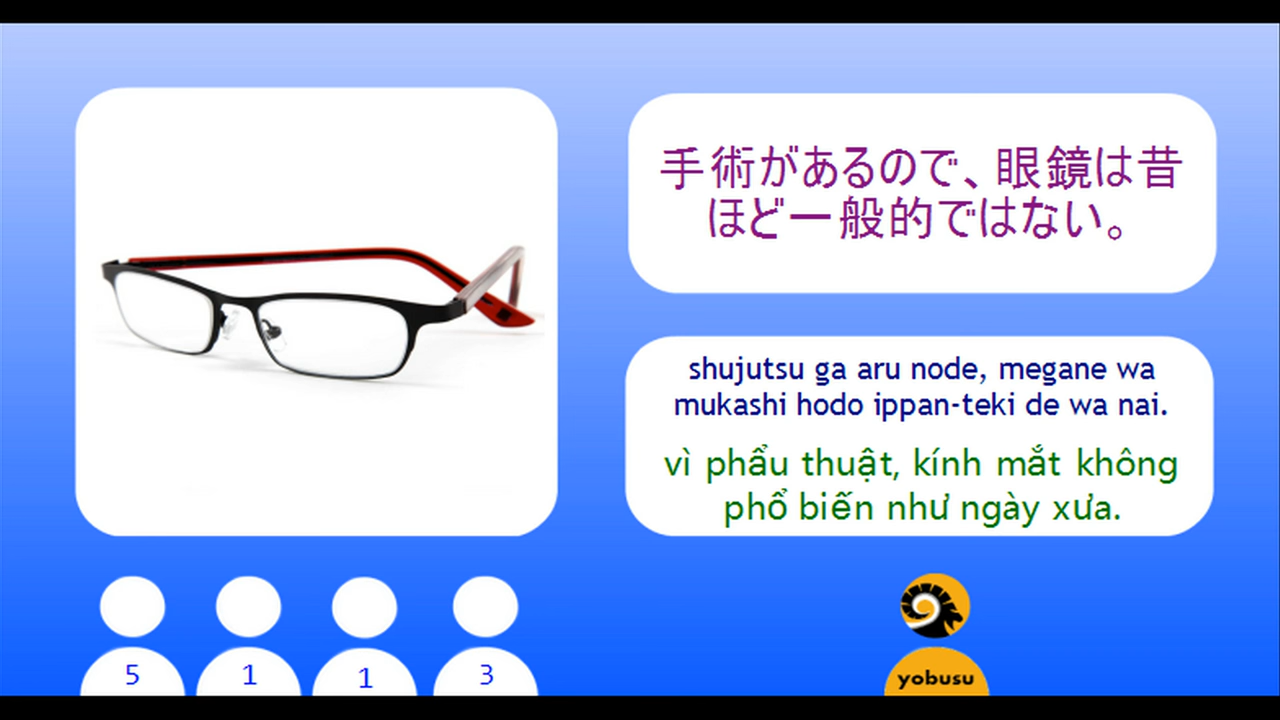 手術があるので、眼鏡は昔
ほど一般的ではない。
shujutsu ga aru node, megane wa
mukashi hodo ippan-teki de wa nai.
vì phẩu thuật, kính mắt không
phổ biến như ngày xưa.
5 1 1 3
yobusu